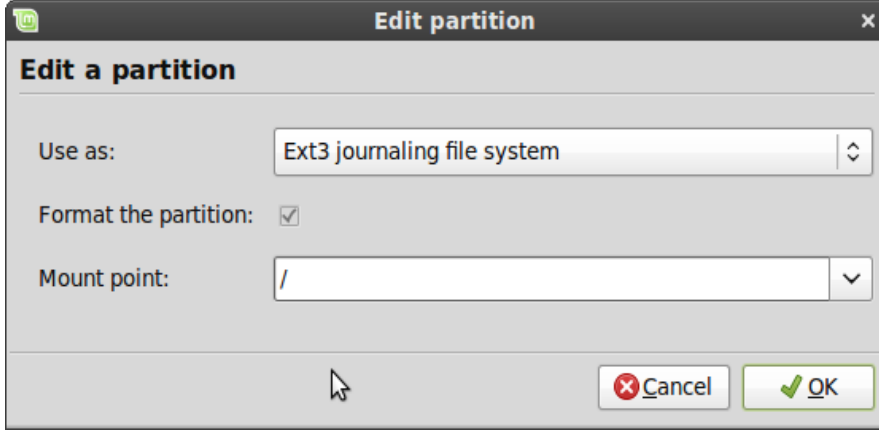 Edit partition
Edit a partition
Use as: Ext3 journaling file system
Format the partition:
Mount point: /
Cancel OK